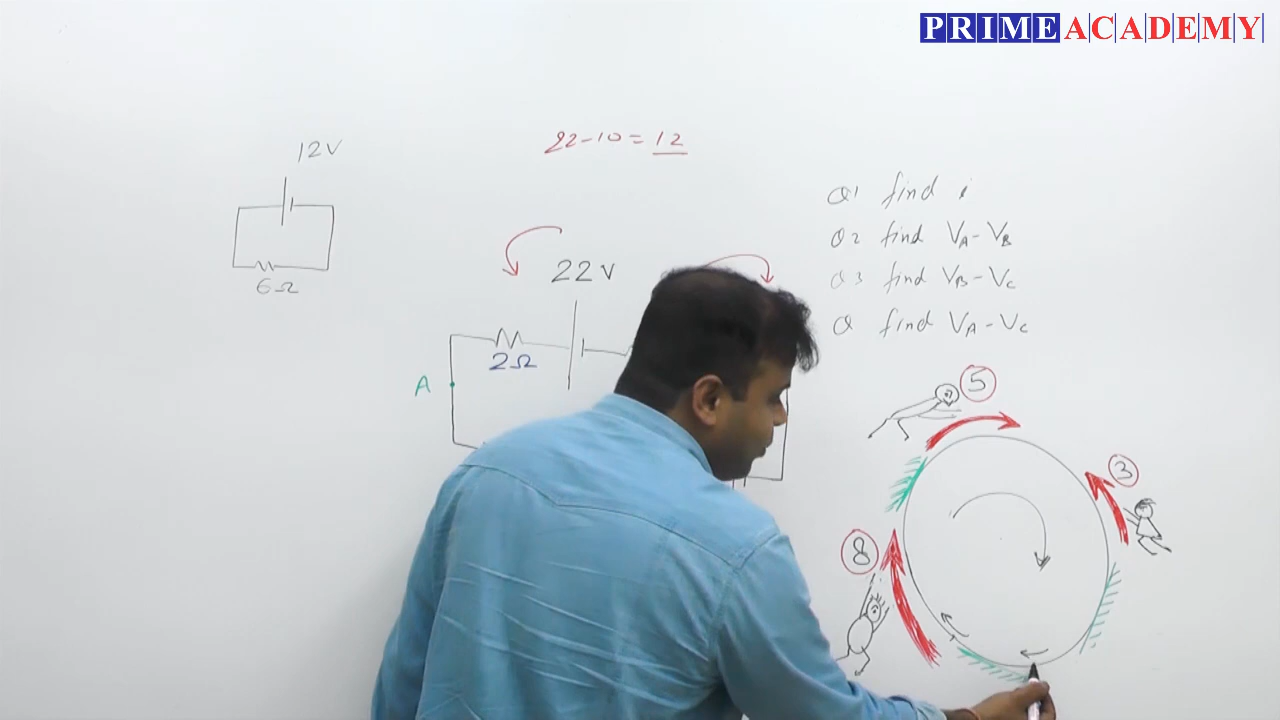 PRIME ACADEMY
12V
6Ω
22-10=12
22V
2Ω
A
Q1 find i
Q2 find VA-VB
Q3 find VB-VC
Q find VA-VC
5
3
8